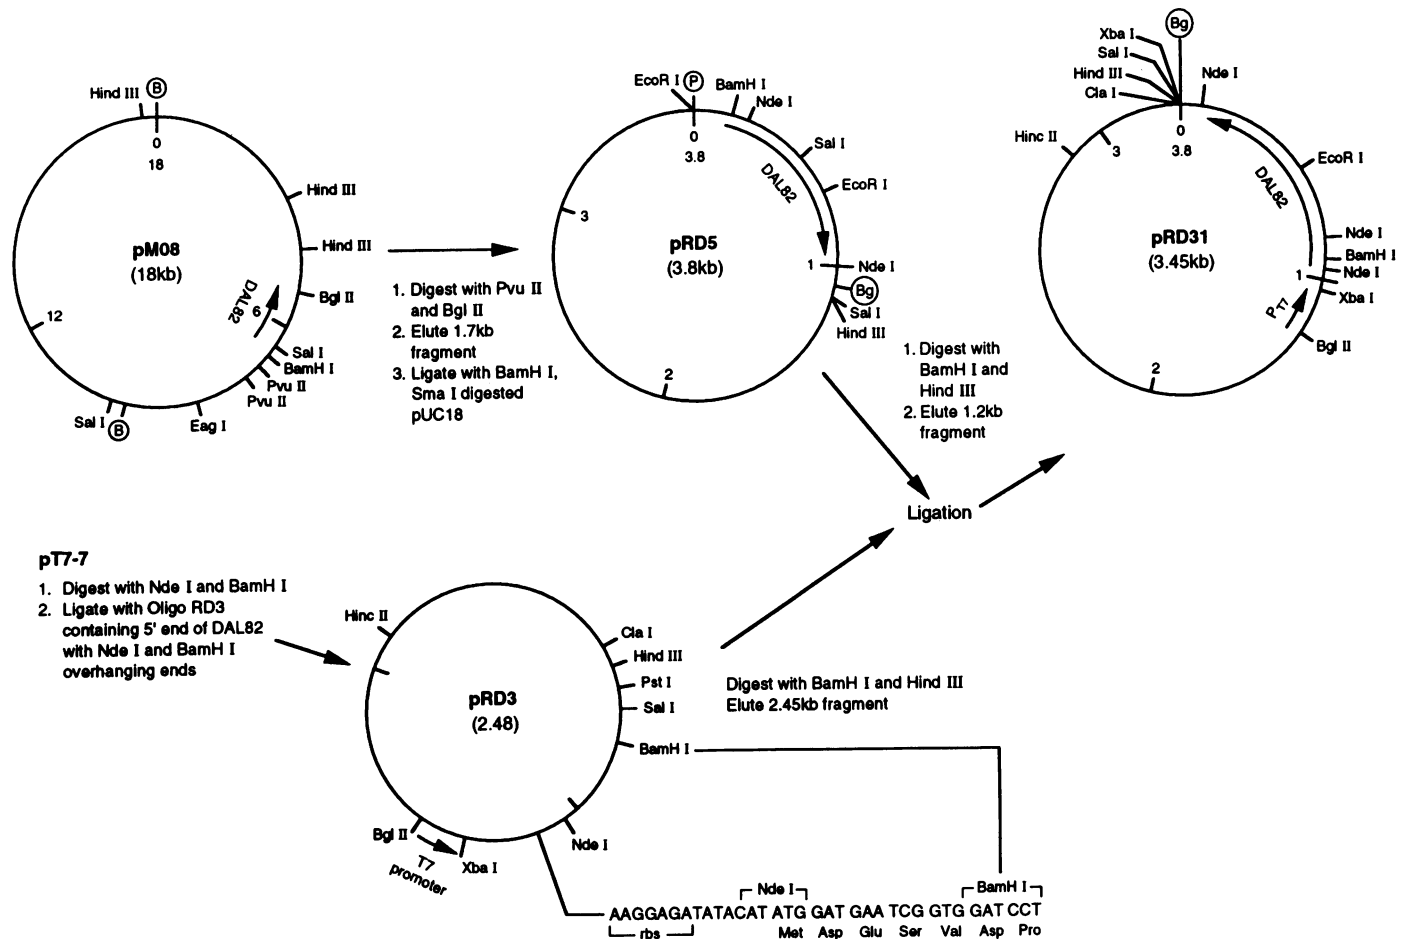 Hind III
B
0
18
Hind III
pM08
(18kb)
Hind III
Bgl II
DAL82
6
12
Sal I
BamH I
Pvu II
Pvu II
Eag I
B
Sal I
1. Digest with Pvu II
and Bgl II
2. Elute 1.7kb
fragment
3. Ligate with BamH I,
Sma I digested
pUC18
EcoR I
P
BamH I
Nde I
0
3.8
Sal I
DAL82
EcoR I
3
pRD5
(3.8kb)
1
Nde I
Bg
Sal I
Hind III
2
1. Digest with
BamH I and
Hind III
2. Elute 1.2kb
fragment
Bg
Xba I
Sal I
Hind III
Cla I
Nde I
0
3.8
Hinc II
3
EcoR I
DAL82
pRD31
(3.45kb)
Nde I
BamH I
Nde I
1
Xba I
PT7
Bgl II
2
Ligation
pT7-7
1. Digest with Nde I and BamH I
2. Ligate with Oligo RD3
containing 5' end of DAL82
with Nde I and BamH I
overhanging ends
Hinc II
Cla I
Hind III
Pst I
Sal I
pRD3
(2.48)
BamH I
Bgl II
T7
promoter
Xba I
Nde I
Digest with BamH I and Hind III
Elute 2.45kb fragment
Nde I
BamH I
AAGGAGATATACAT ATG GAT GAA TCG GTG GAT CCT
rbs
Met Asp Glu Ser Val Asp Pro